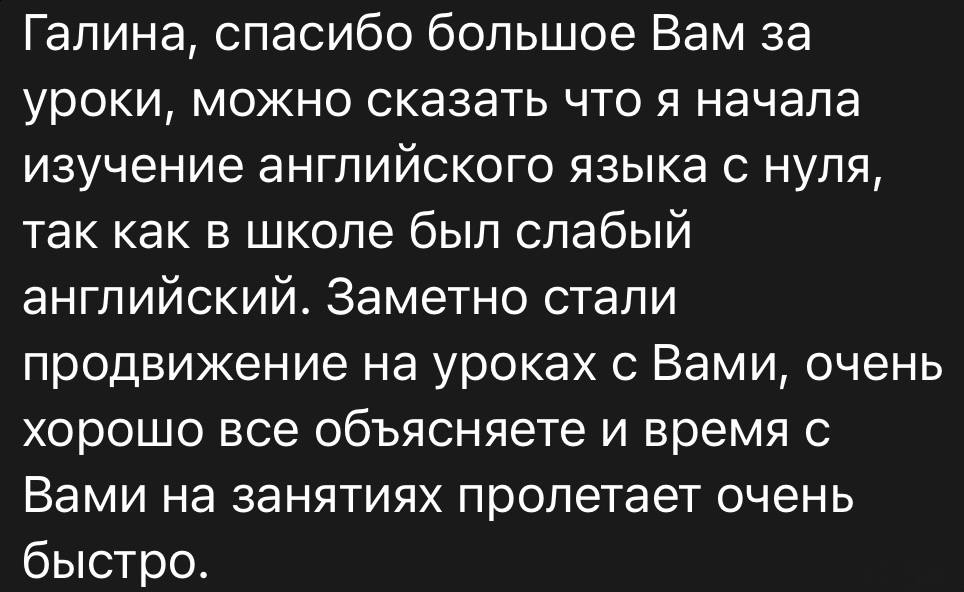 Галина, спасибо большое Вам за
уроки, можно сказать что я начала
изучение английского языка с нуля,
так как в школе был слабый
английский. Заметно стали
продвижение на уроках с Вами, очень
хорошо все объясняете и время с
Вами на занятиях пролетает очень
быстро.